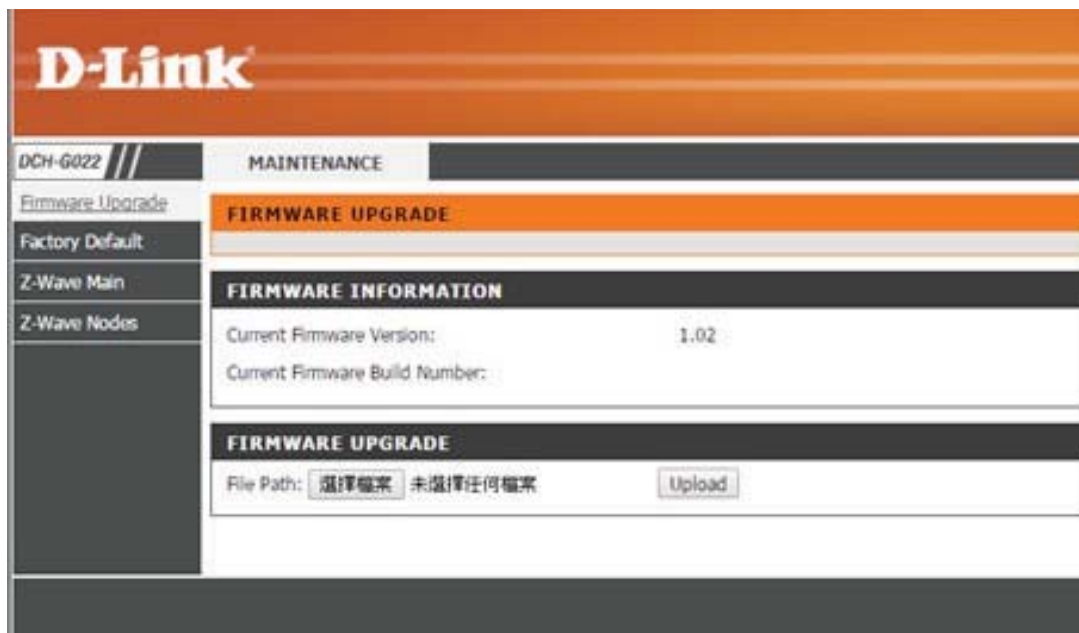 D-Link
DCH-G022
MAINTENANCE
Firmware Upgrade
Factory Default
Z-Wave Main
Z-Wave Nodes
FIRMWARE UPGRADE
FIRMWARE INFORMATION
Current Firmware Version: 1.02
Current Firmware Build Number:
FIRMWARE UPGRADE
File Path: 選擇檔案 未選擇任何檔案 Upload